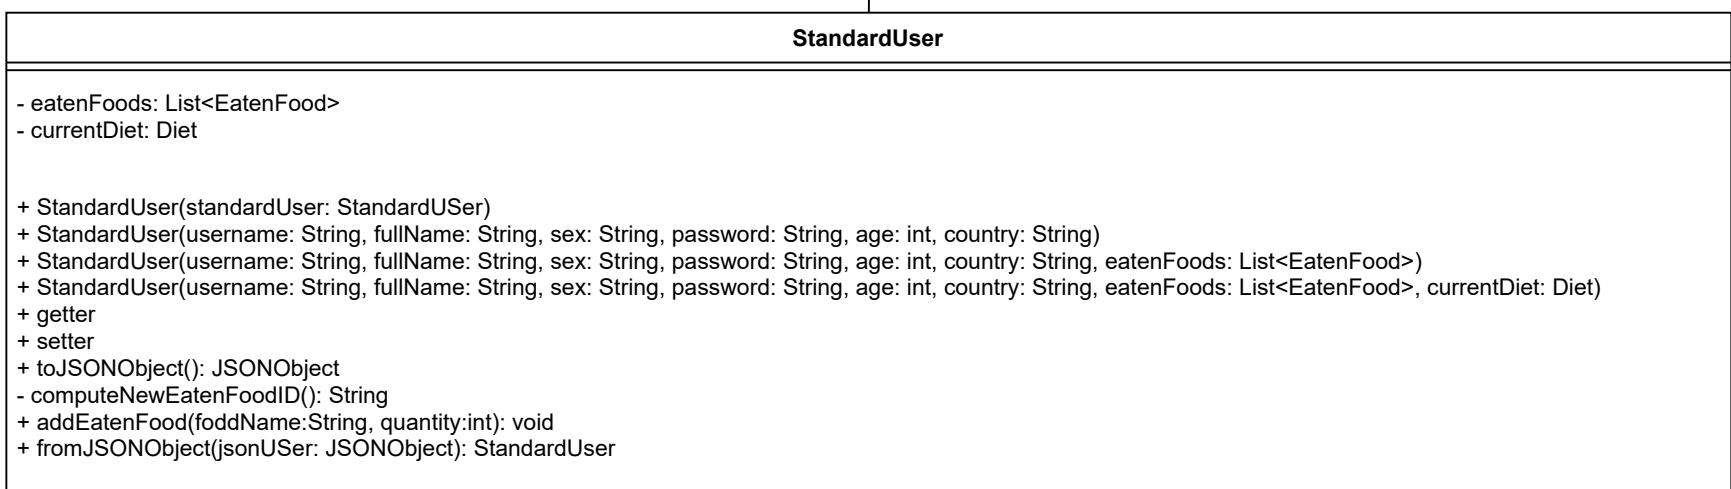 StandardUser
- eatenFoods: List<EatenFood>
- currentDiet: Diet
+ StandardUser(standardUser: StandardUSer)
+ StandardUser(username: String, fullName: String, sex: String, password: String, age: int, country: String)
+ StandardUser(username: String, fullName: String, sex: String, password: String, age: int, country: String, eatenFoods: List<EatenFood>)
+ StandardUser(username: String, fullName: String, sex: String, password: String, age: int, country: String, eatenFoods: List<EatenFood>, currentDiet: Diet)
+ getter
+ setter
+ toJSONObject(): JSONObject
- computeNewEatenFoodID(): String
+ addEatenFood(foddName:String, quantity:int): void
+ fromJSONObject(jsonUSer: JSONObject): StandardUser